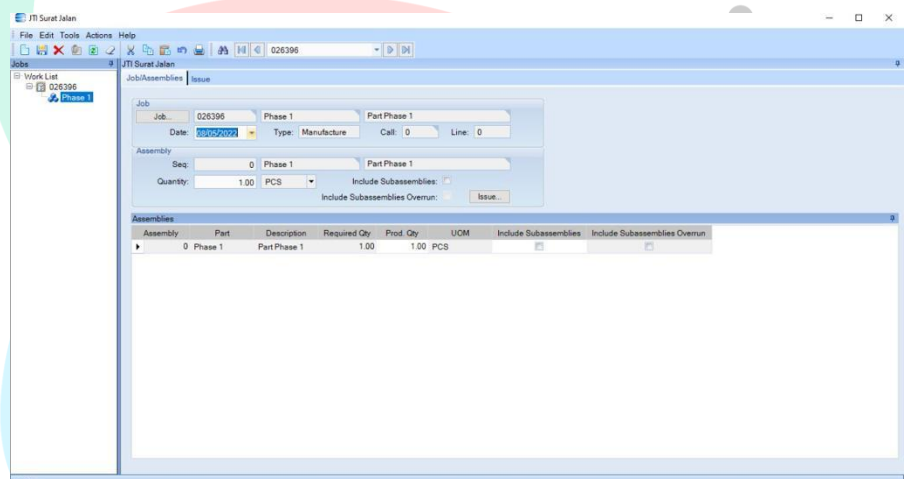 JTI Surat Jalan
File Edit Tools Actions Help
026396
Jobs
JTI Surat Jalan
Work List
026396
Phase 1
Job/Assemblies Issue
Job
Job... 026396 Phase 1 Part Phase 1
Date: 08/05/2022 Type: Manufacture Call: 0 Line: 0
Assembly
Seq: 0 Phase 1 Part Phase 1
Quantity: 1.00 PCS Include Subassemblies:
Include Subassemblies Overrun: Issue...
Assemblies
Assembly Part Description Required Qty Prod. Qty UOM Include Subassemblies Include Subassemblies Overrun
0 Phase 1 Part Phase 1 1.00 1.00 PCS